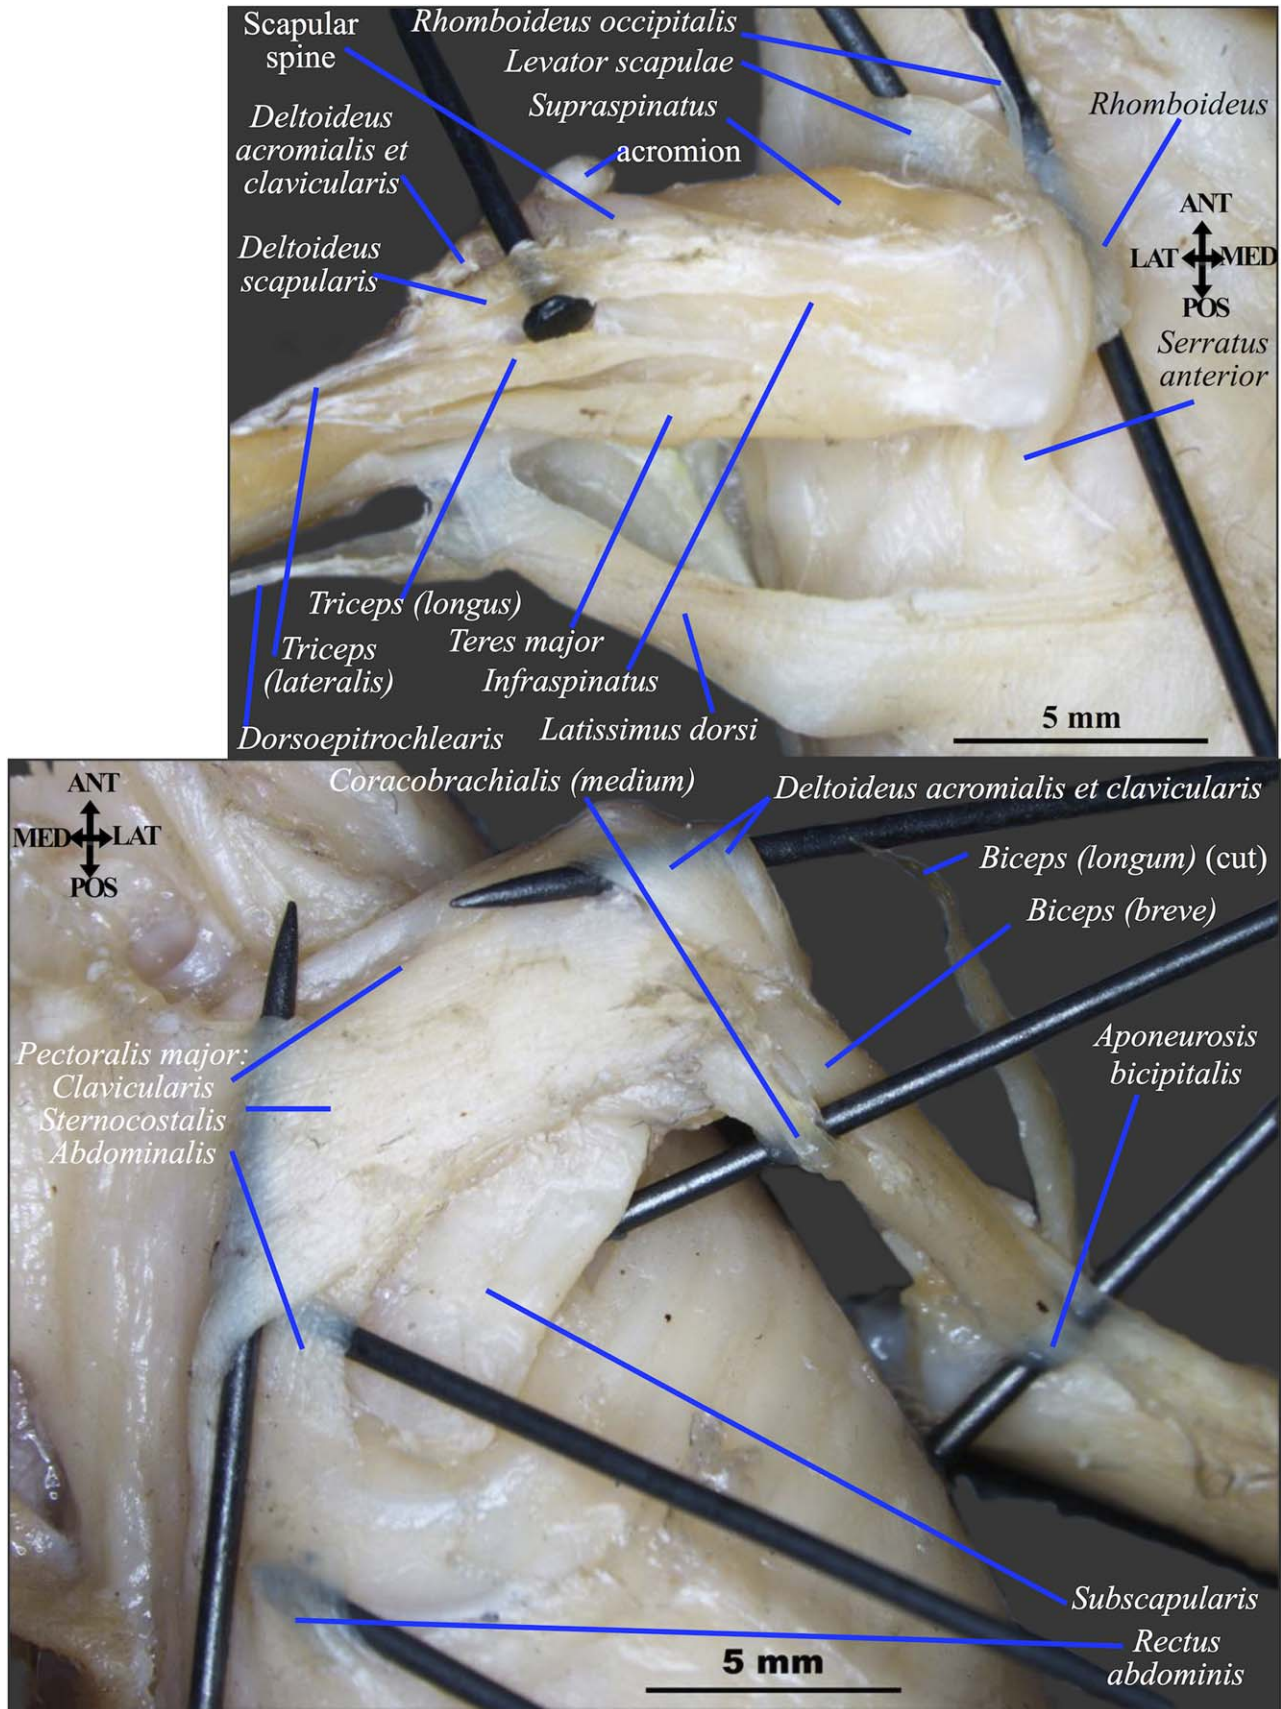 Scapular
spine
Rhomboideus occipitalis
Levator scapulae
Supraspinatus
acromion
Deltoideus
acromialis et
clavicularis
Deltoideus
scapularis
Rhomboideus
ANT
LAT MED
POS
Serratus
anterior
Triceps (longus)
Triceps
(lateralis)
Teres major
Infraspinatus
Dorsoepitrochlearis
Latissimus dorsi
5 mm
ANT
MED LAT
POS
Coracobrachialis (medium)
Deltoideus acromialis et clavicularis
Biceps (longum) (cut)
Biceps (breve)
Aponeurosis
bicipitalis
Pectoralis major:
Clavicularis
Sternocostalis
Abdominalis
Subscapularis
Rectus
abdominis
5 mm